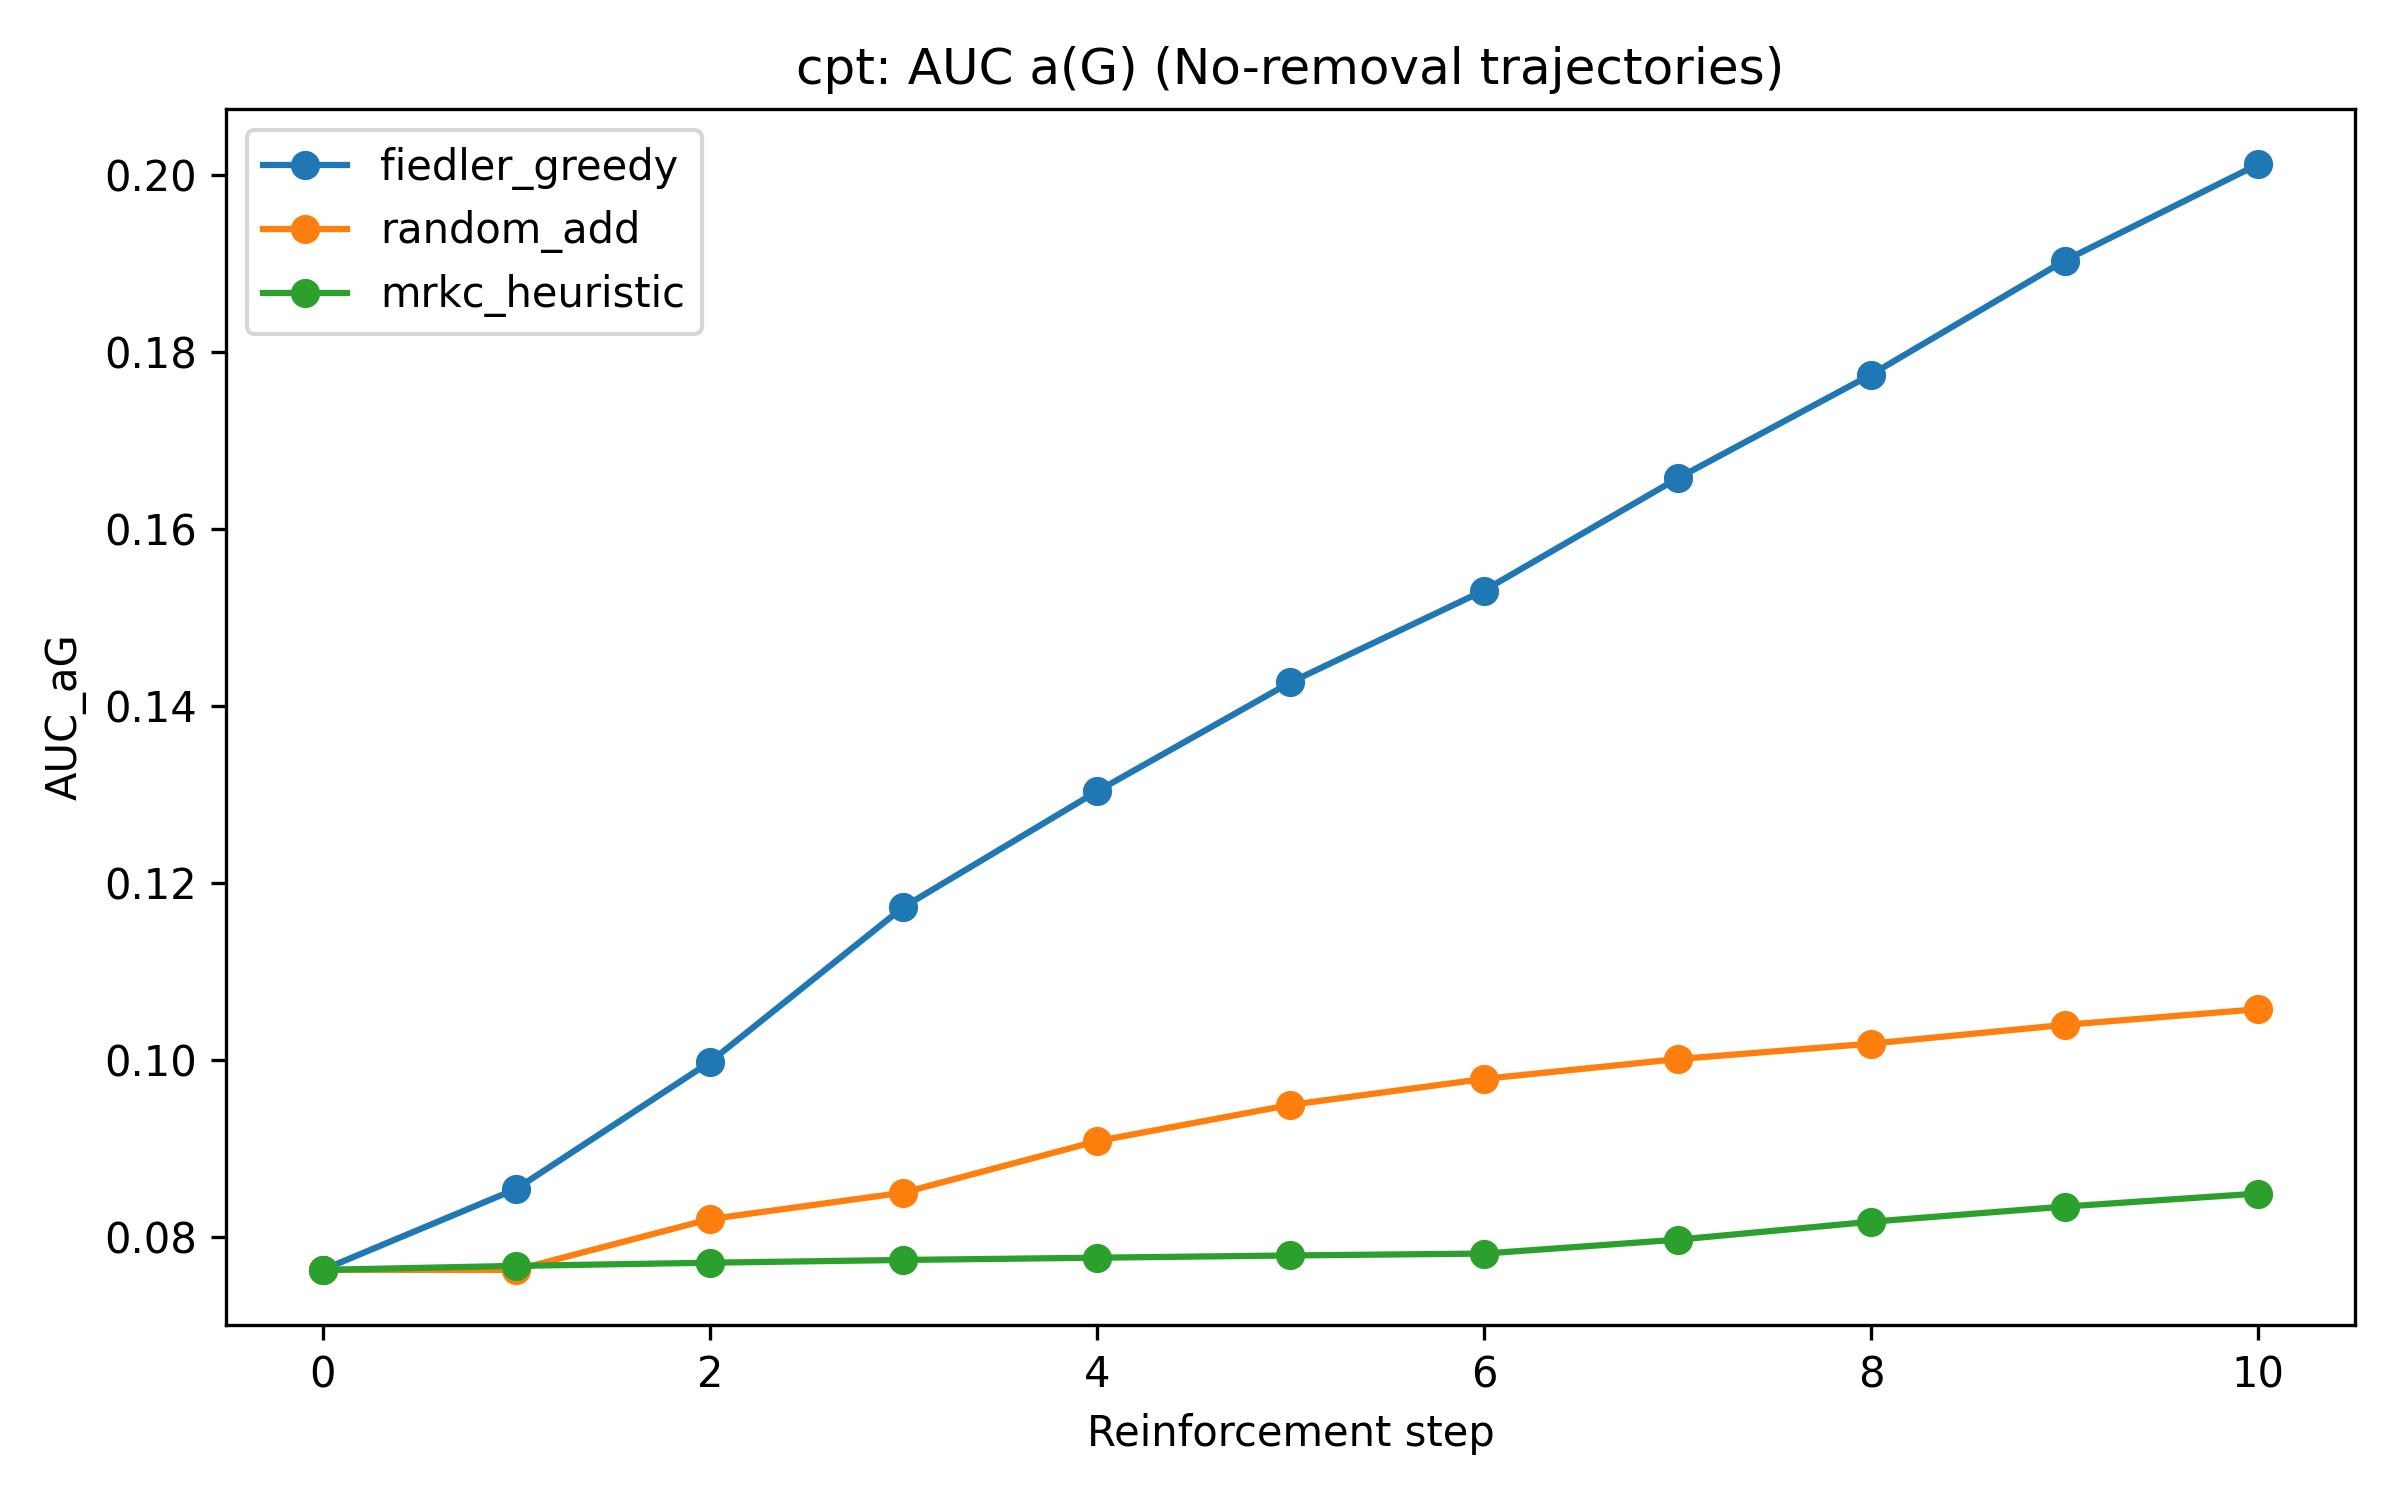 cpt: AUC a(G) (No-removal trajectories)
fiedler_greedy
random_add
mrkc_heuristic
0.20
0.18
0.16
0.14
0.12
0.10
0.08
AUC_aG
0 2 4 6 8 10
Reinforcement step